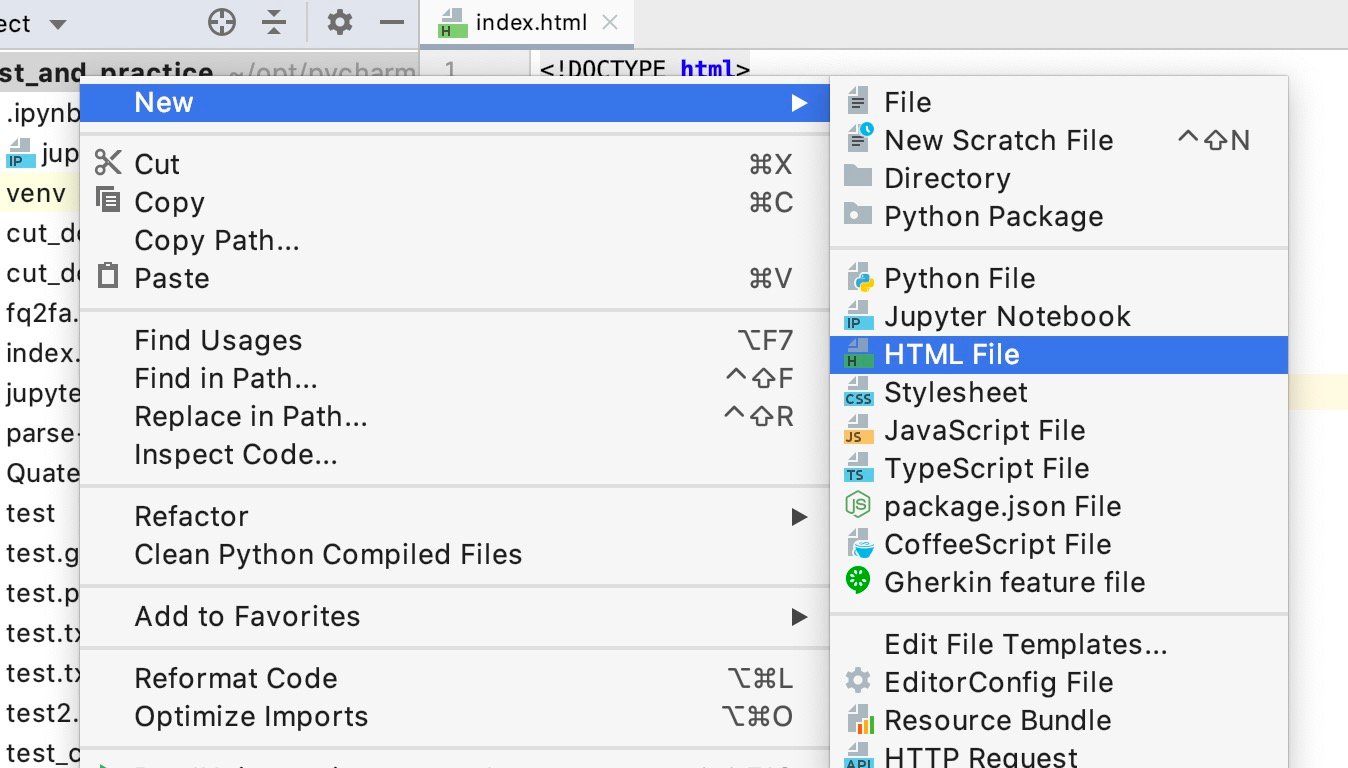 ect
index.html
st_and_practice ~/opt/pycharm
1 <!DOCTYPE html>
.ipynb
jup
venv
cut_d
cut_d
fq2fa.
index.
jupyte
parse-
Quate
test
test.g
test.p
test.tx
test.tx
test2.
test_c
New
Cut ⌘X
Copy ⌘C
Copy Path...
Paste ⌘V
Find Usages ⌥F7
Find in Path... ^⇧F
Replace in Path... ^⇧R
Inspect Code...
Refactor
Clean Python Compiled Files
Add to Favorites
Reformat Code ⌥⌘L
Optimize Imports ⌥⌘O
File
New Scratch File ^⇧N
Directory
Python Package
Python File
Jupyter Notebook
HTML File
Stylesheet
JavaScript File
TypeScript File
package.json File
CoffeeScript File
Gherkin feature file
Edit File Templates...
EditorConfig File
Resource Bundle
HTTP Request